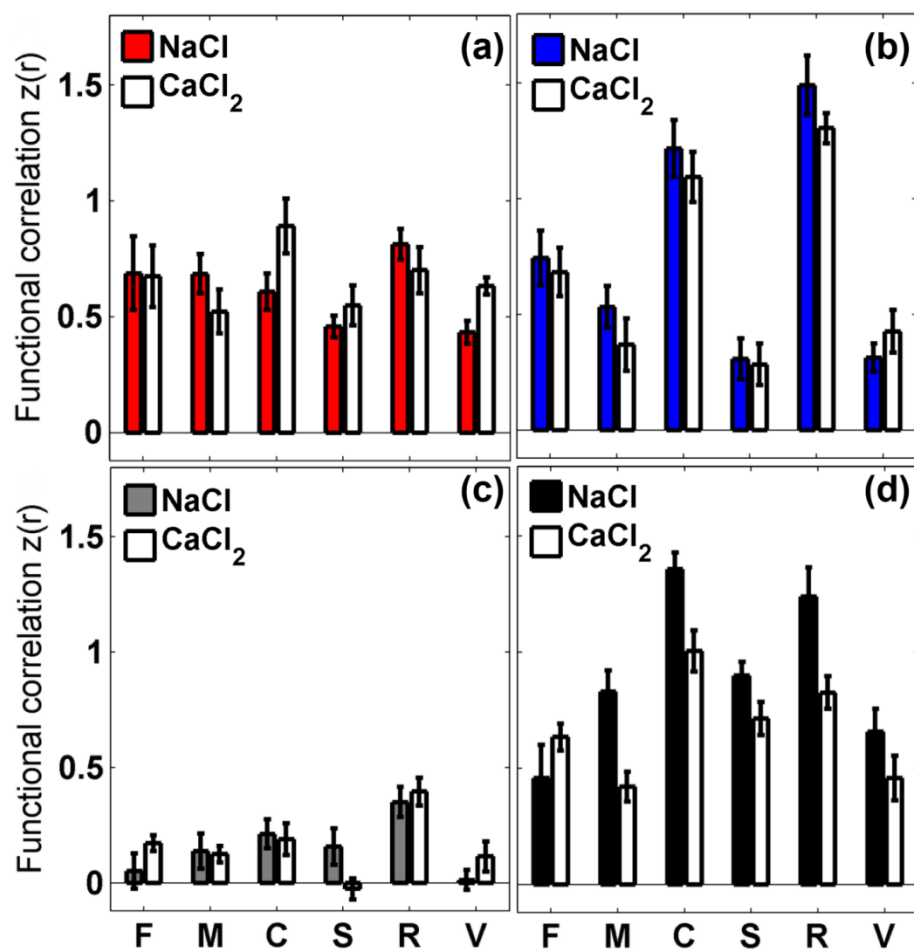 Functional correlation z(r)
1.5
1
0.5
0
NaCl
CaCl2
(a)
NaCl
CaCl2
(b)
Functional correlation z(r)
1.5
1
0.5
0
NaCl
CaCl2
(c)
NaCl
CaCl2
(d)
F M C S R V
F M C S R V